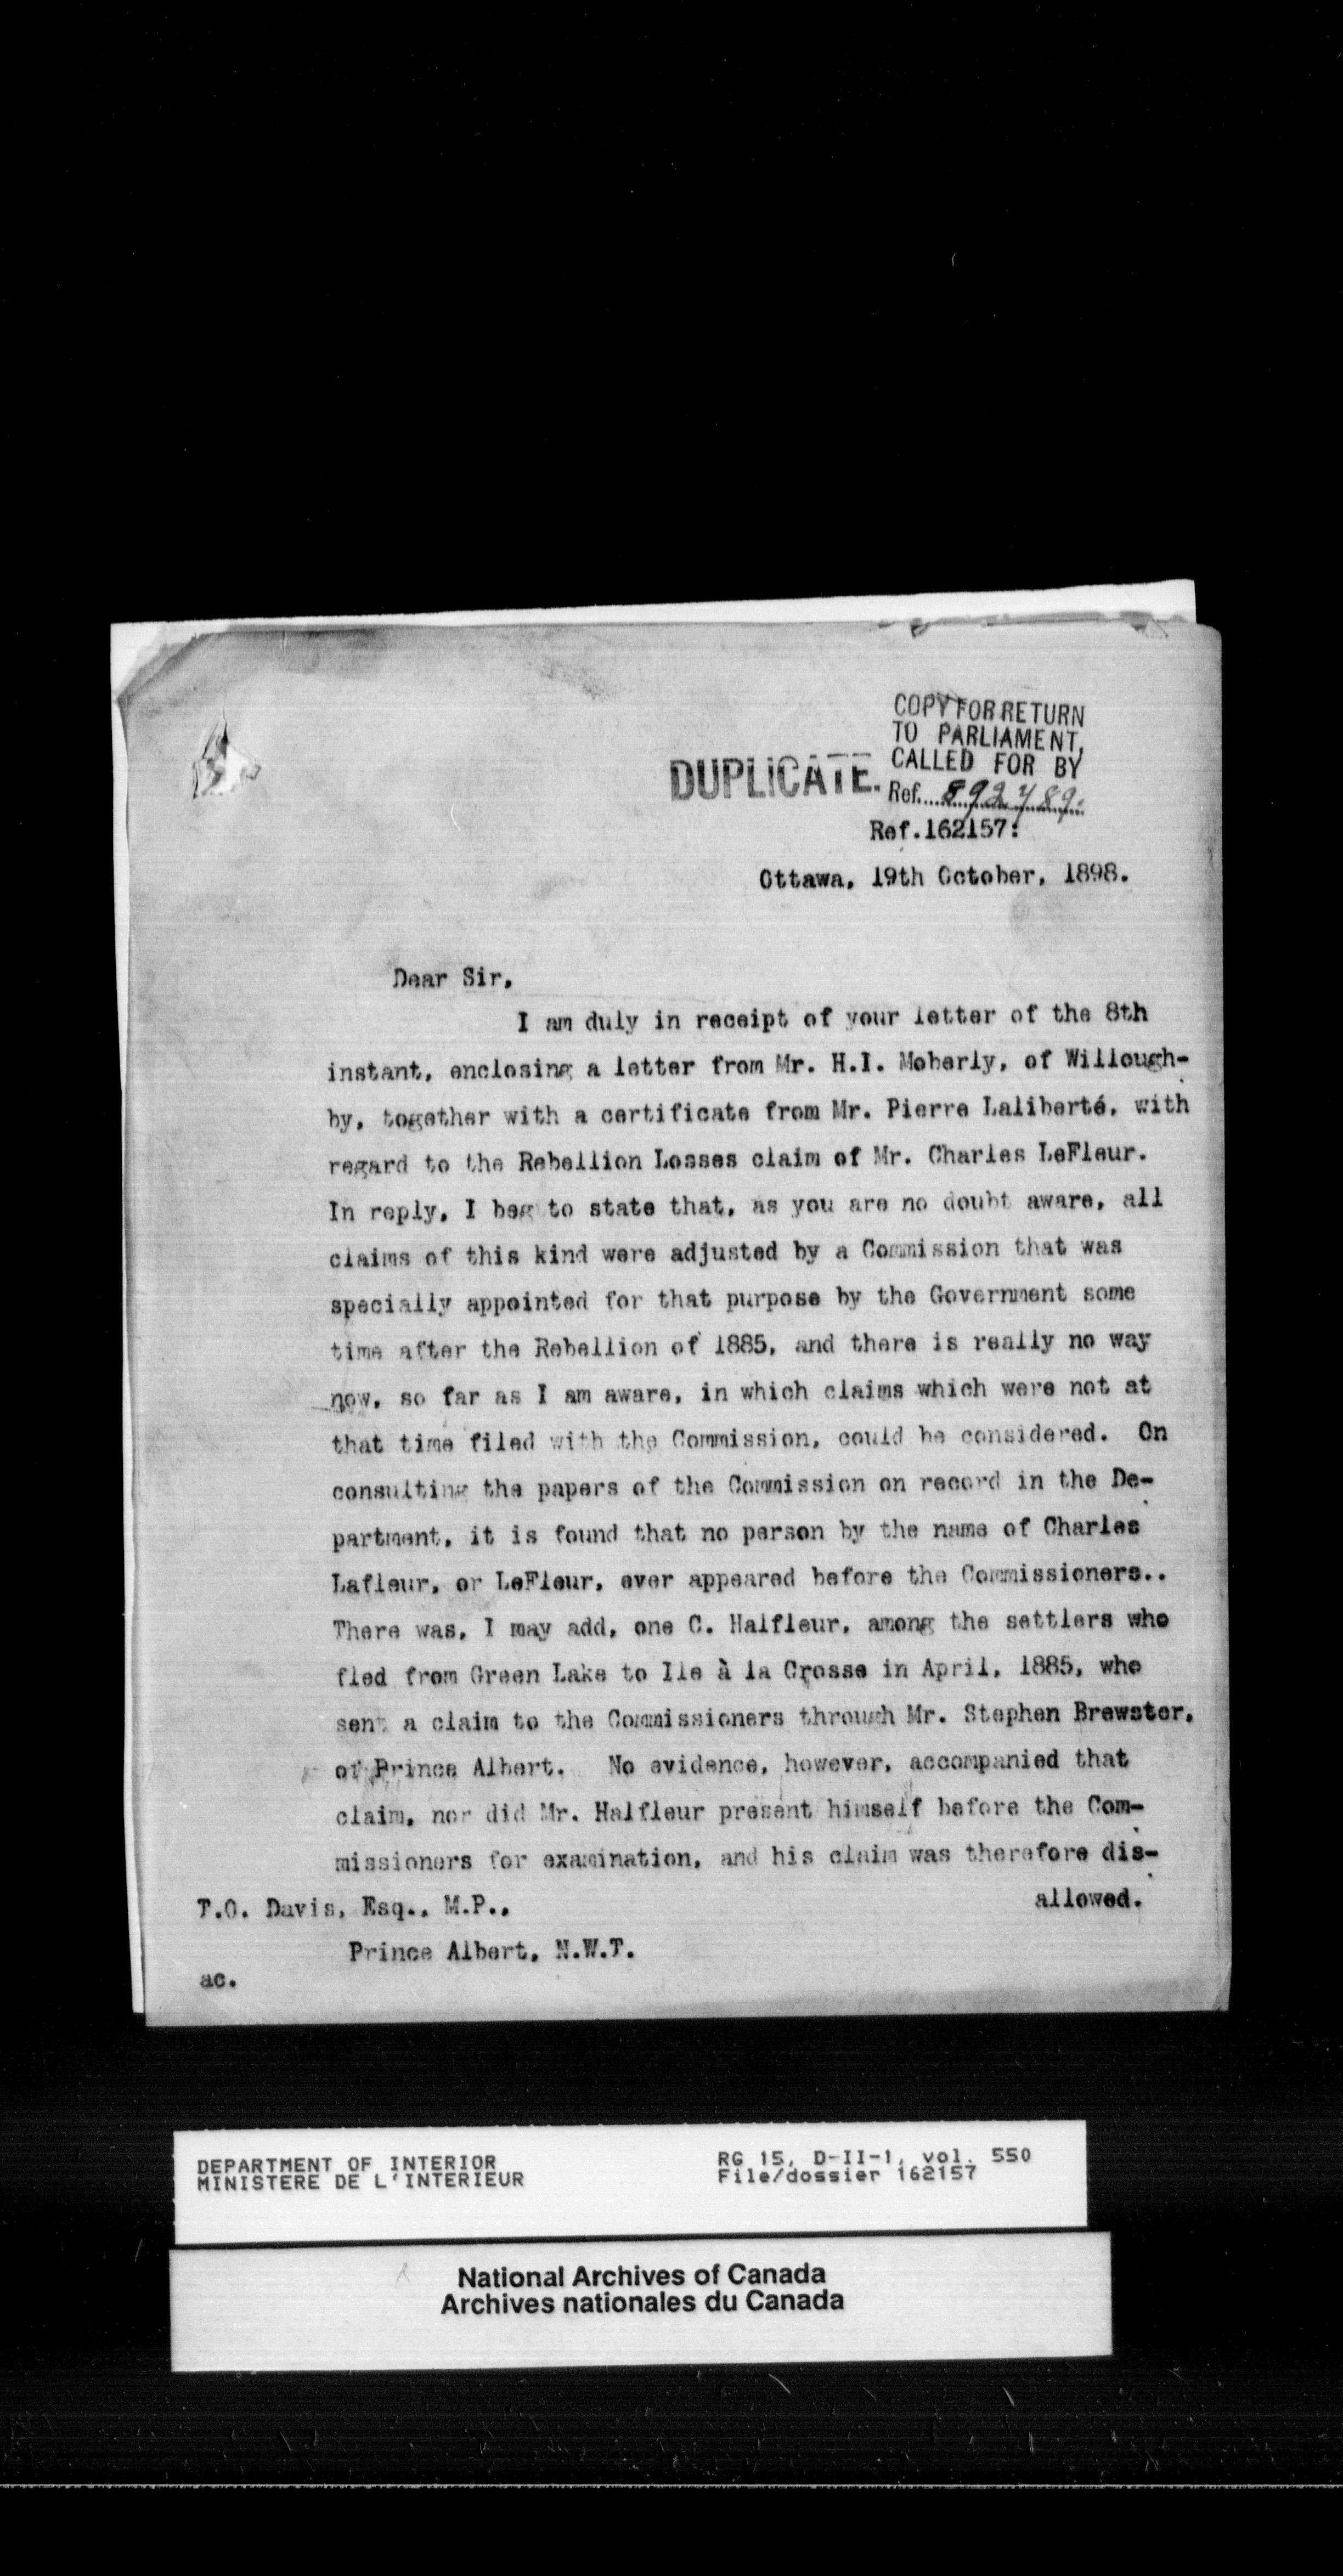 COPY FOR RETURN
TO PARLIAMENT,
CALLED FOR BY
DUPLICATE.
Ref. 892789.
Ref.162157:
Ottawa, 19th October, 1898.
Dear Sir,
I am duly in receipt of your letter of the 8th
instant, enclosing a letter from Mr. H.I. Moberly, of Willough-
by, together with a certificate from Mr. Pierre Laliberté, with
regard to the Rebellion Losses claim of Mr. Charles LeFleur.
In reply, I beg to state that, as you are no doubt aware, all
claims of this kind were adjusted by a Commission that was
specially appointed for that purpose by the Government some
time after the Rebellion of 1885, and there is really no way
now, so far as I am aware, in which claims which were not at
that time filed with the Commission, could be considered. On
consulting the papers of the Commission on record in the De-
partment, it is found that no person by the name of Charles
Lafleur, or LeFleur, ever appeared before the Commissioners..
There was, I may add, one C. Halfleur, among the settlers who
fled from Green Lake to Ile à la Crosse in April, 1885, who
sent a claim to the Commissioners through Mr. Stephen Brewster,
of Prince Albert. No evidence, however, accompanied that
claim, nor did Mr. Halfleur present himself before the Com-
missioners for examination, and his claim was therefore dis-
allowed.
T.O. Davis, Esq., M.P.,
Prince Albert, N.W.T.
ac.
DEPARTMENT OF INTERIOR
MINISTERE DE L'INTERIEUR
RG 15, D-II-1, vol. 550
File/dossier 162157
National Archives of Canada
Archives nationales du Canada